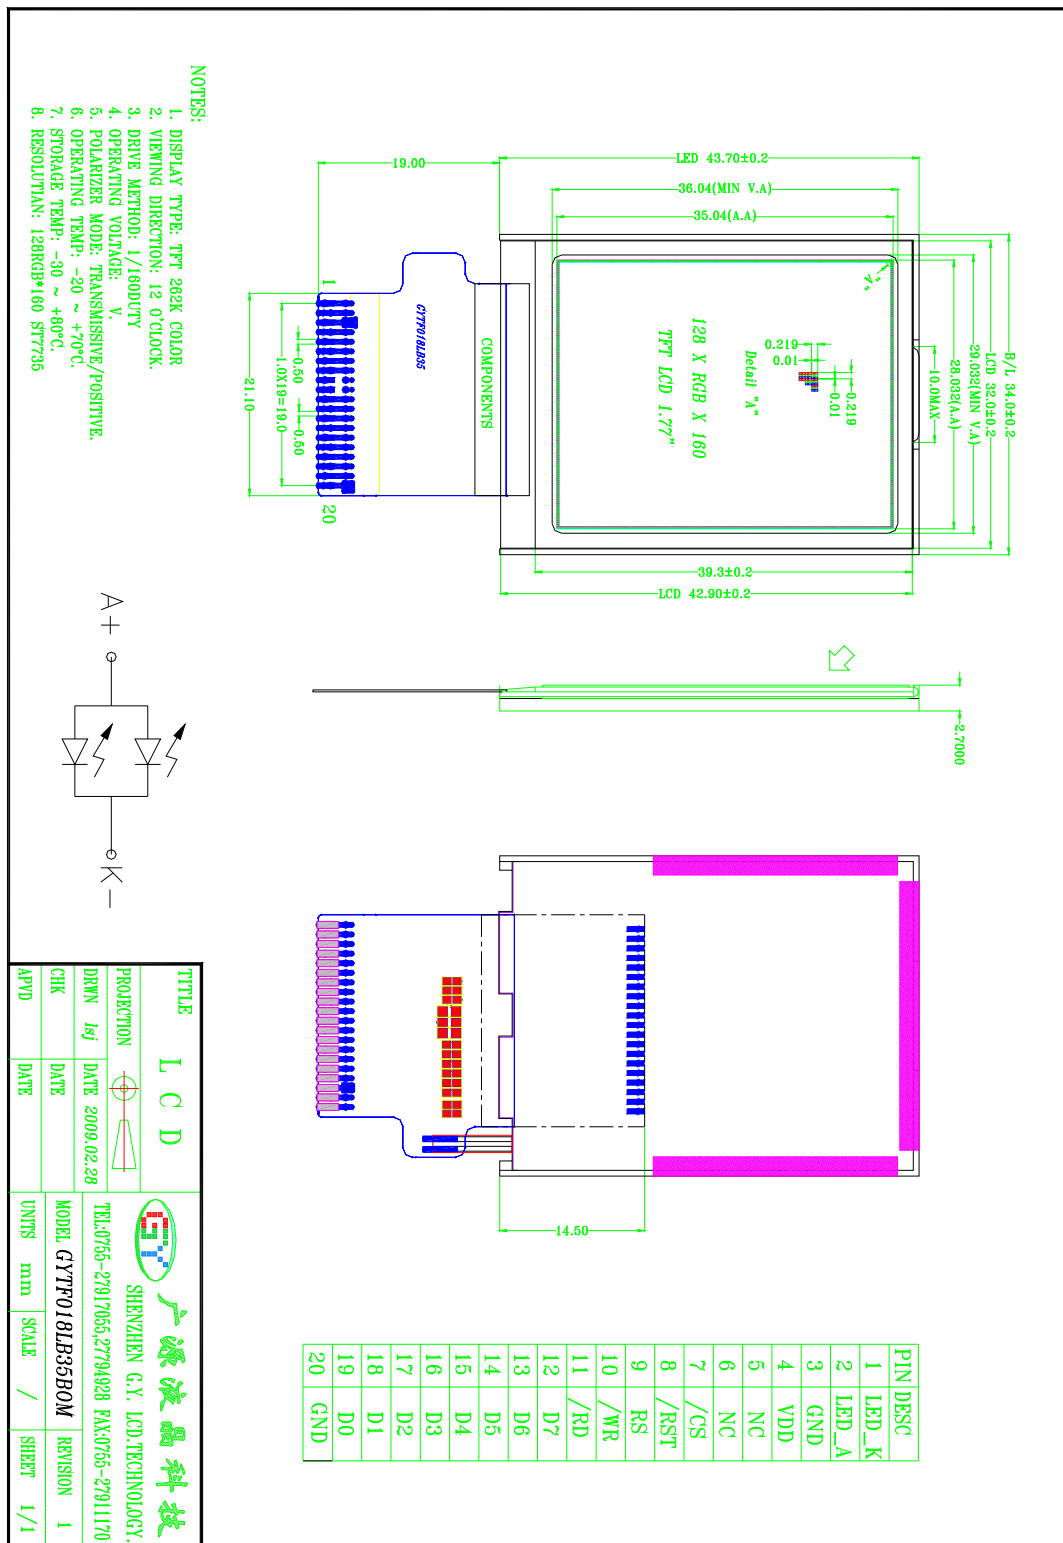 B/L 34.0±0.2
LCD 32.0±0.2
29.032(MIN V.A)
28.032(A.A)
10.0MAX
LED 43.70±0.2
36.04(MIN V.A)
35.04(A.A)
19.00
"A"
0.219
0.01
0.219
0.01
Detail "A"
128 X RGB X 160
TFT LCD 1.77"
39.3±0.2
LCD 42.90±0.2
COMPONENTS
GYTF018LB35
1
20
0.50
0.50
1.0X19=19.0
21.10
2.7000
14.50
NOTES:
1. DISPLAY TYPE: TFT 262K COLOR
2. VIEWING DIRECTION: 12 O'CLOCK.
3. DRIVE METHOD: 1/160DUTY
4. OPERATING VOLTAGE: V.
5. POLARIZER MODE: TRANSMISSIVE/POSITIVE.
6. OPERATING TEMP: -20 ~ +70°C.
7. STORAGE TEMP: -30 ~ +80°C.
8. RESOLUTIAN: 128RGB*160 ST7735
A+
K-
PIN DESC
1 LED_K
2 LED_A
3 GND
4 VDD
5 NC
6 NC
7 /CS
8 /RST
9 RS
10 /WR
11 /RD
12 D7
13 D6
14 D5
15 D4
16 D3
17 D2
18 D1
19 D0
20 GND
TITLE
L C D
PROJECTION
DRWN lsj DATE 2009.02.28
CHK DATE
APVD DATE
GY 广源液晶科技
SHENZHEN G.Y. LCD.TECHNOLOGY.
TEL:0755-27917055,27794928 FAX:0755-27911170
MODEL GYTF018LB35BOM REVISION 1
UNITS mm SCALE / SHEET 1/1